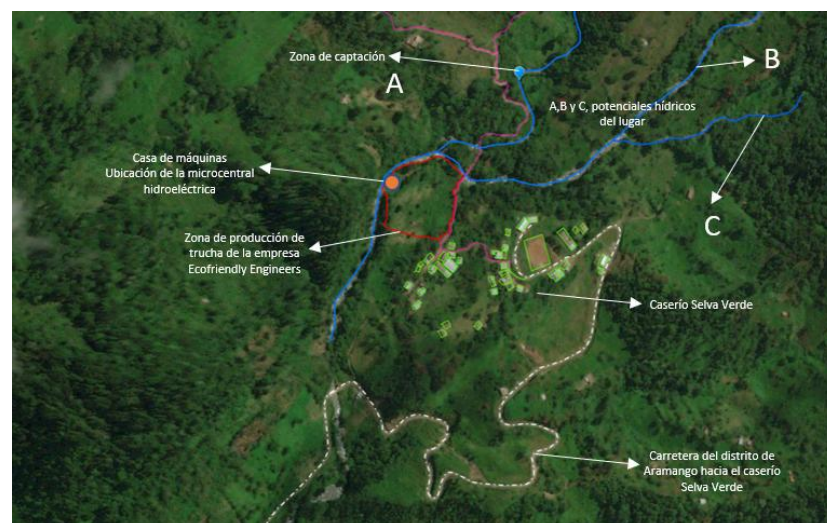 Zona de captación
A
B
A,B y C, potenciales hídricos
del lugar
Casa de máquinas
Ubicación de la microcentral
hidroeléctrica
C
Zona de producción de
trucha de la empresa
Ecofriendly Engineers
Caserío Selva Verde
Carretera del distrito de
Aramango hacia el caserío
Selva Verde